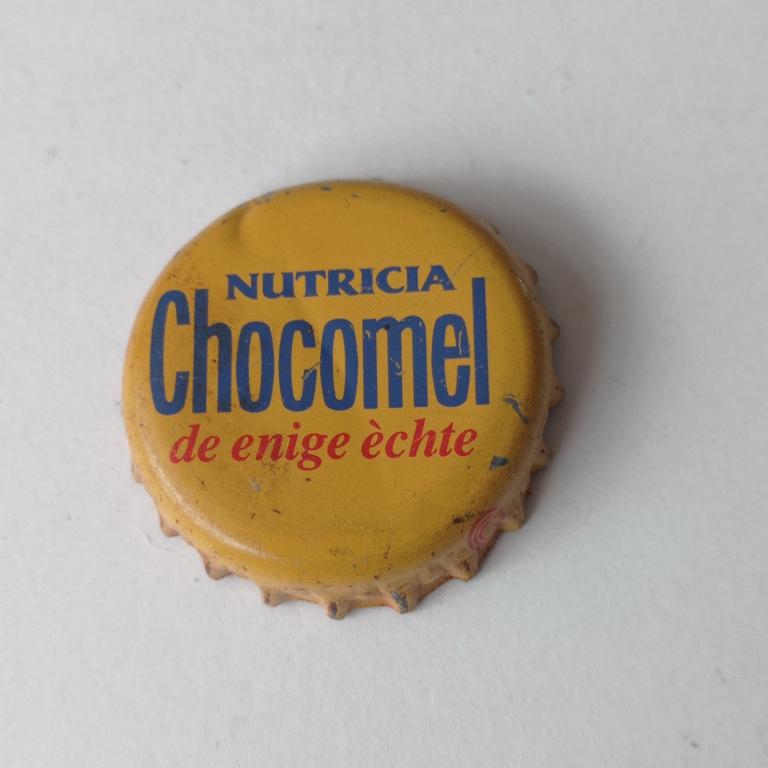 NUTRICIA
Chocomel
de enige èchte